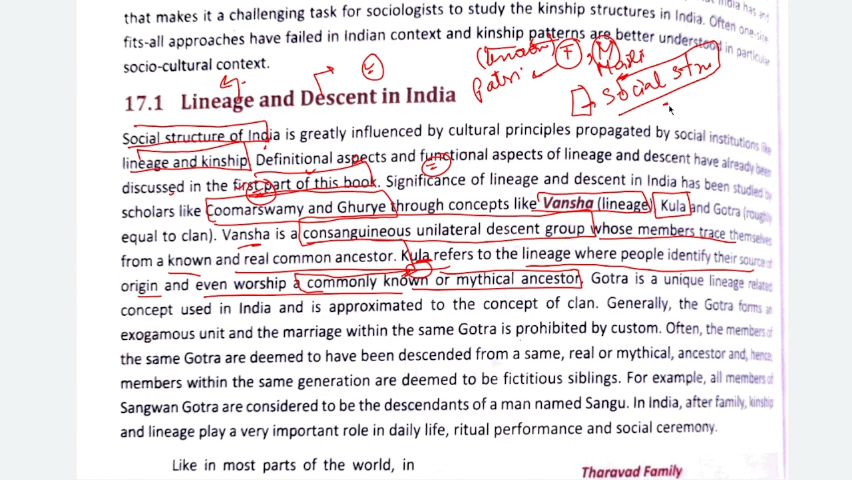 that makes it a challenging task for sociologists to study the kinship structures in India. Often one-size
fits-all approaches have failed in Indian context and kinship patterns are better understood in particular
socio-cultural context.
Patri F M
Social Stru
17.1 Lineage and Descent in India
Social structure of India is greatly influenced by cultural principles propagated by social institutions like
lineage and kinship. Definitional aspects and functional aspects of lineage and descent have already been
discussed in the first part of this book. Significance of lineage and descent in India has been studied by
scholars like Coomarswamy and Ghurye through concepts like Vansha (lineage), Kula and Gotra (roughly
equal to clan). Vansha is a consanguineous unilateral descent group whose members trace themselves
from a known and real common ancestor. Kula refers to the lineage where people identify their source of
origin and even worship a commonly known or mythical ancestor. Gotra is a unique lineage related
concept used in India and is approximated to the concept of clan. Generally, the Gotra forms an
exogamous unit and the marriage within the same Gotra is prohibited by custom. Often, the members of
the same Gotra are deemed to have been descended from a same, real or mythical, ancestor and, hence,
members within the same generation are deemed to be fictitious siblings. For example, all members of
Sangwan Gotra are considered to be the descendants of a man named Sangu. In India, after family, kinship
and lineage play a very important role in daily life, ritual performance and social ceremony.
Like in most parts of the world, in
Tharavad Family